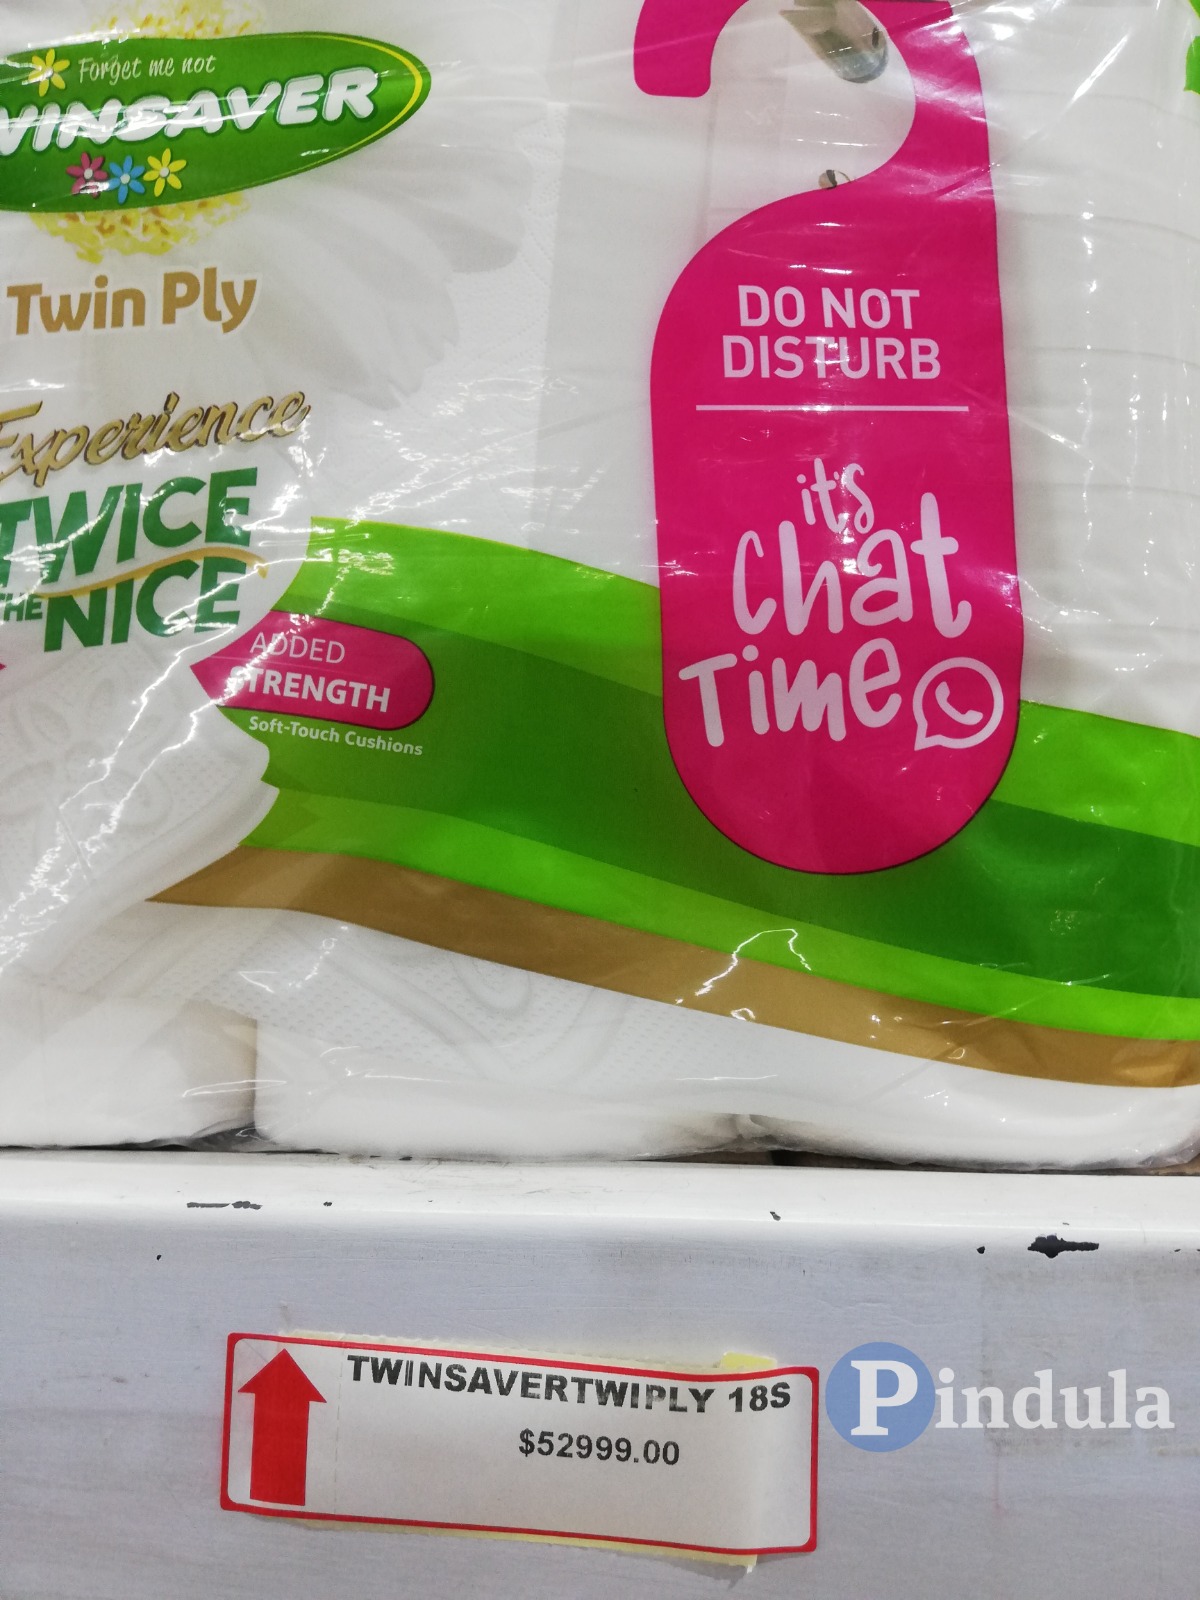 Forget me not
WINSAVER
Twin Ply
Experience
TWICE
THE NICE
ADDED
STRENGTH
Soft-Touch Cushions
DO NOT
DISTURB
it's
Chat
Time
TWINSAVERTWIPLY 18S
$52999.00
Pindula